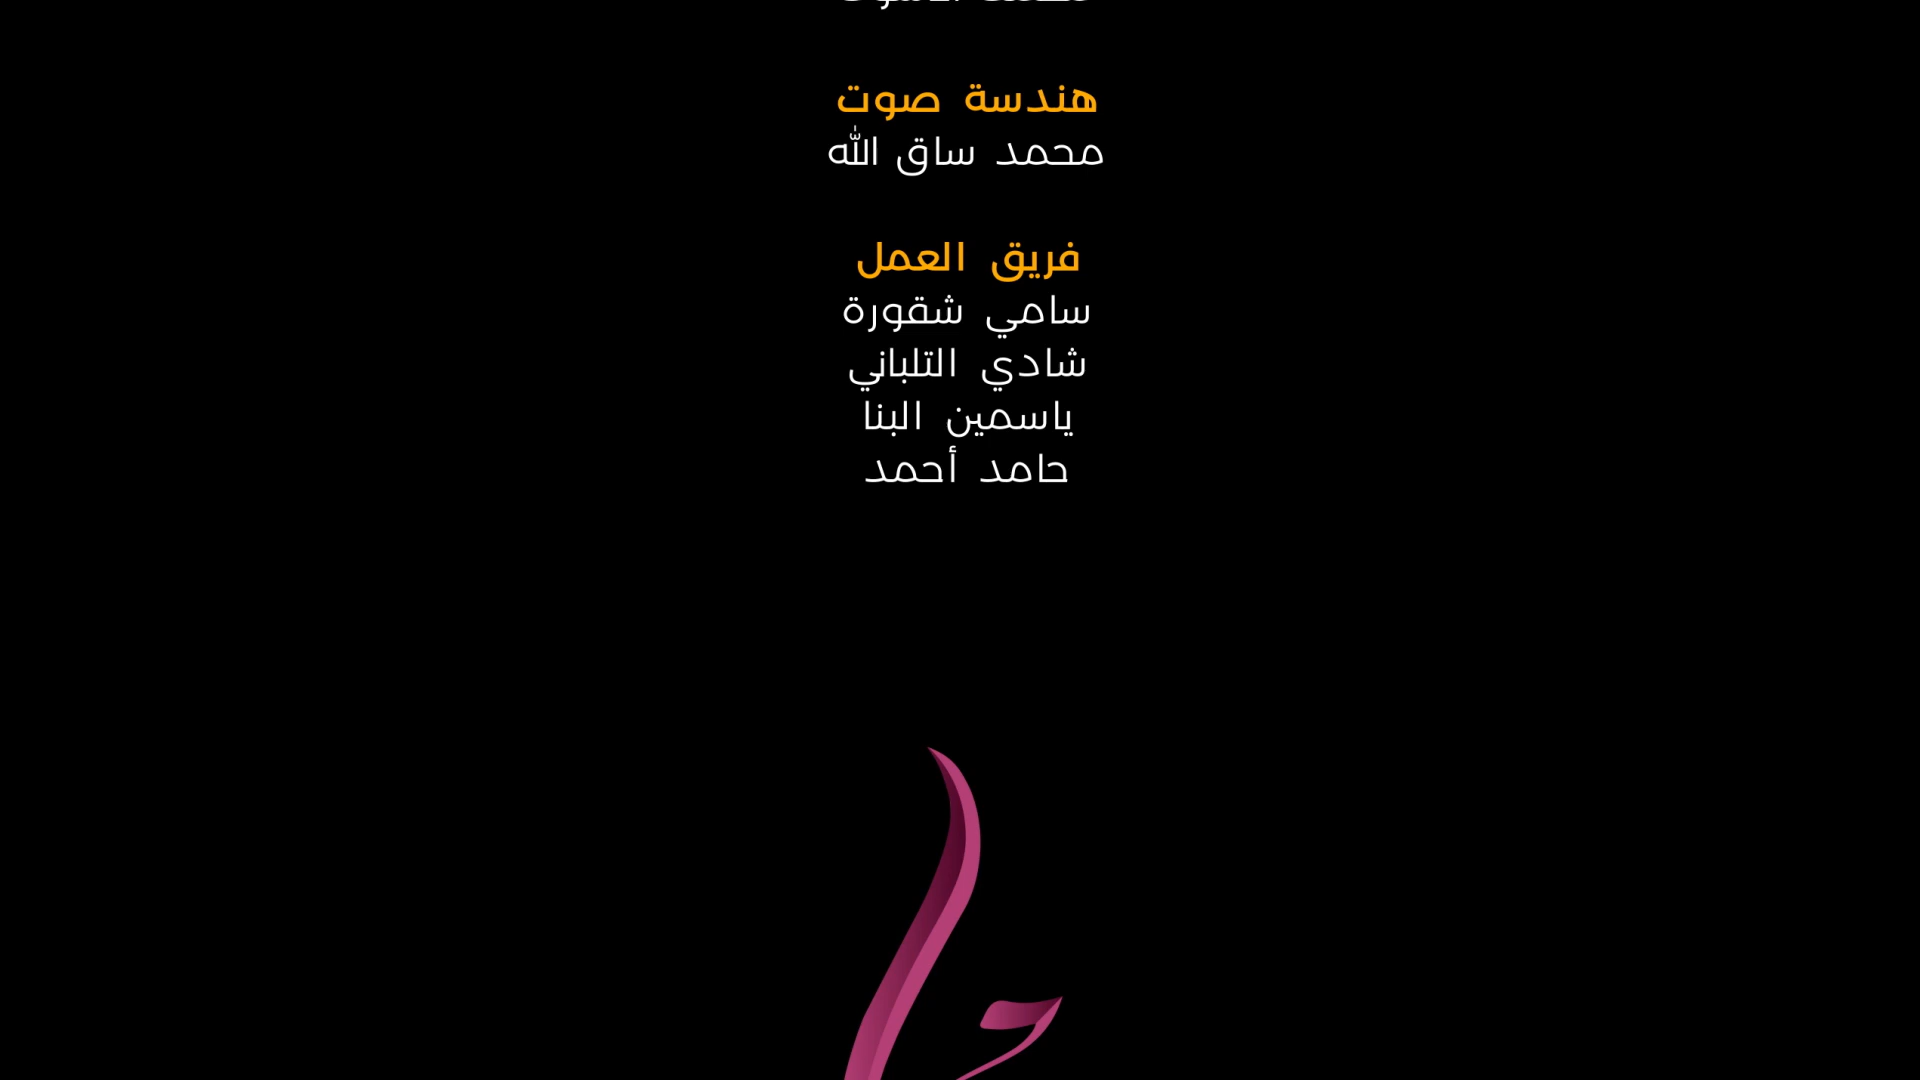 هندسة صوت
محمد ساق الله
فريق العمل
سامي شقورة
شادي التلباني
ياسمين البنا
حامد أحمد